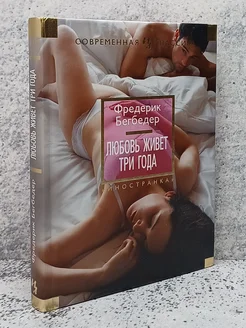 СОВРЕМЕННАЯ
Фредерик
Бегбедер
ЛЮБОВЬ ЖИВЕТ
ТРИ ГОДА
ИНОСТРАНКА
ЛЮБОВЬ ЖИВЕТ ТРИ ГОДА
Фредерик Бегбедер